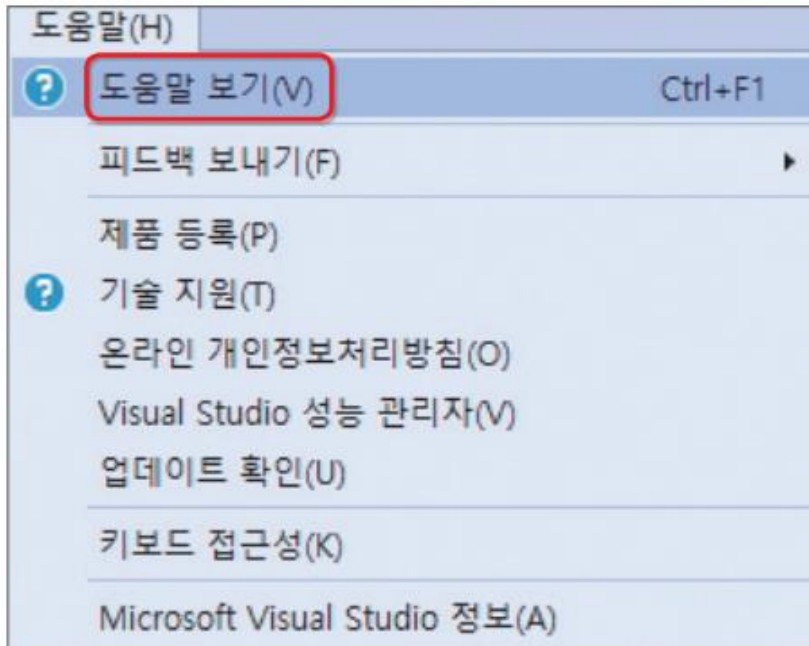 도움말(H)
도움말 보기(V) Ctrl+F1
피드백 보내기(F)
제품 등록(P)
기술 지원(T)
온라인 개인정보처리방침(O)
Visual Studio 성능 관리자(V)
업데이트 확인(U)
키보드 접근성(K)
Microsoft Visual Studio 정보(A)